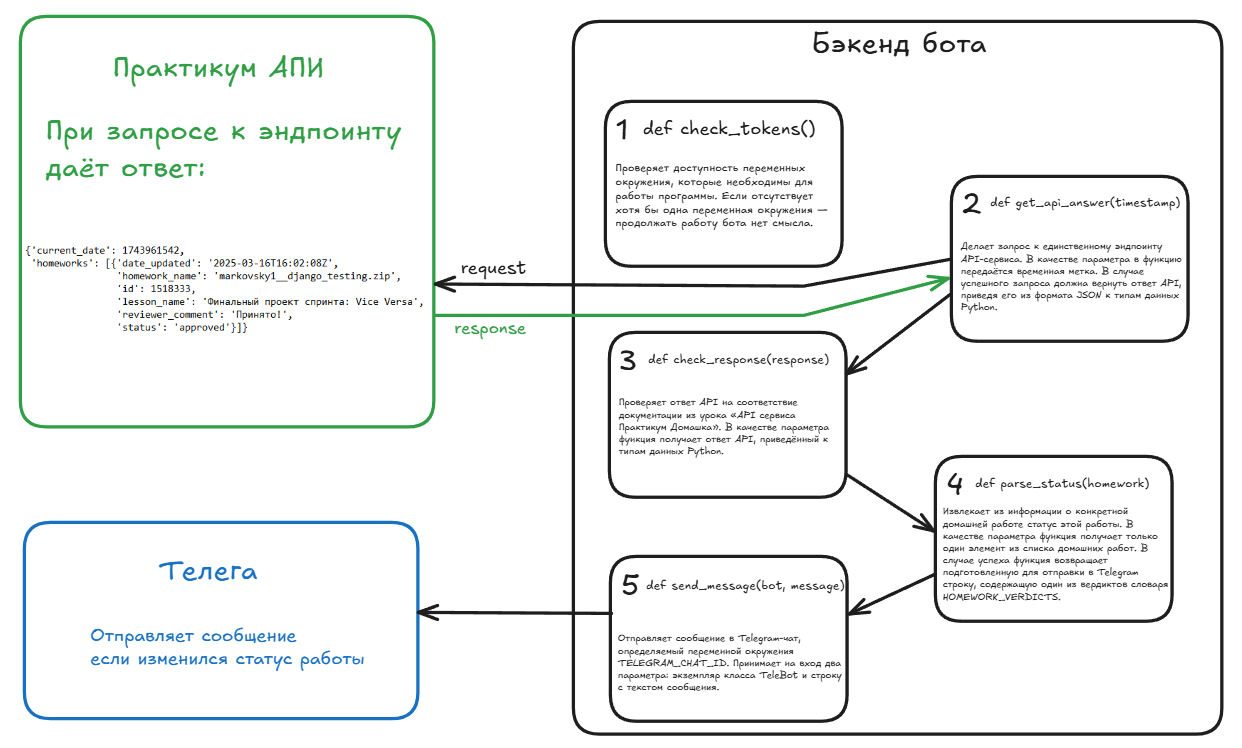 Практикум АПИ
При запросе к эндпоинту
даёт ответ:
{'current_date': 1743961542,
'homeworks': [{'date_updated': '2025-03-16T16:02:08Z',
'homework_name': 'markovsky1__django_testing.zip',
'id': 1518333,
'lesson_name': 'Финальный проект спринта: Vice Versa',
'reviewer_comment': 'Принято!',
'status': 'approved'}]}
request
response
Бэкенд бота
1 def check_tokens()
Проверяет доступность переменных
окружения, которые необходимы для
работы программы. Если отсутствует
хотя бы одна переменная окружения —
продолжать работу бота нет смысла.
2 def get_api_answer(timestamp)
Делает запрос к единственному эндпоинту
API-сервиса. В качестве параметра в функцию
передаётся временная метка. В случае
успешного запроса должна вернуть ответ API,
приведя его из формата JSON к типам данных
Python.
3 def check_response(response)
Проверяет ответ API на соответствие
документации из урока «API сервиса
Практикум Домашка». В качестве параметра
функция получает ответ API, приведённый к
типам данных Python.
4 def parse_status(homework)
Извлекает из информации о конкретной
домашней работе статус этой работы. В
качестве параметра функция получает только
один элемент из списка домашних работ. В
случае успеха функция возвращает
подготовленную для отправки в Telegram
строку, содержащую один из вердиктов словаря
HOMEWORK_VERDICTS.
5 def send_message(bot, message)
Отправляет сообщение в Telegram-чат,
определяемый переменной окружения
TELEGRAM_CHAT_ID. Принимает на вход два
параметра: экземпляр класса TeleBot и строку
с текстом сообщения.
Телега
Отправляет сообщение
если изменился статус работы